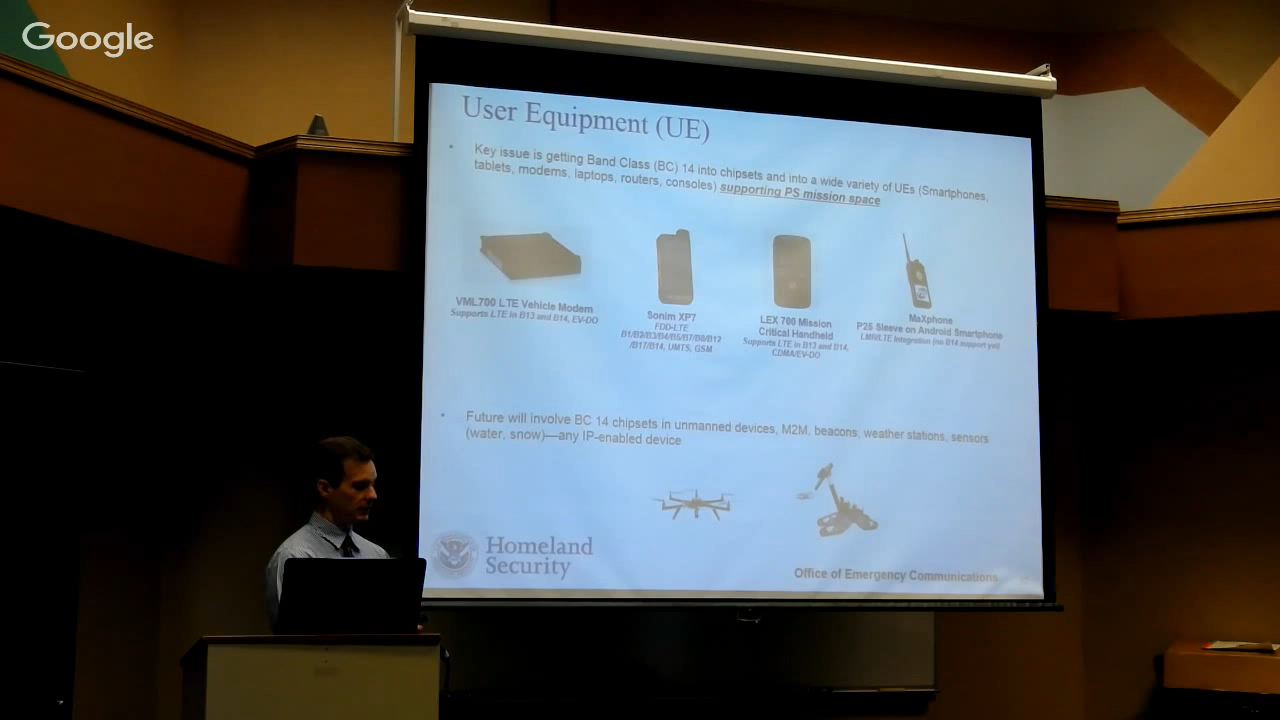 Google
User Equipment (UE)
• Key issue is getting Band Class (BC) 14 into chipsets and into a wide variety of UEs (Smartphones,
tablets, modems, laptops, routers, consoles) supporting PS mission space
VML700 LTE Vehicle Modem
Supports LTE in B13 and B14, EV-DO
Sonim XP7
FDD-LTE
B1/B2/B3/B4/B5/B7/B8/B12
/B17/B14, UMTS, GSM
LEX 700 Mission
Critical Handheld
Supports LTE in B13 and B14,
CDMA/EV-DO
MaXphone
P25 Sleeve on Android Smartphone
LMR/LTE Integration (no B14 support yet)
• Future will involve BC 14 chipsets in unmanned devices, M2M, beacons, weather stations, sensors
(water, snow)—any IP-enabled device
Homeland
Security
Office of Emergency Communications